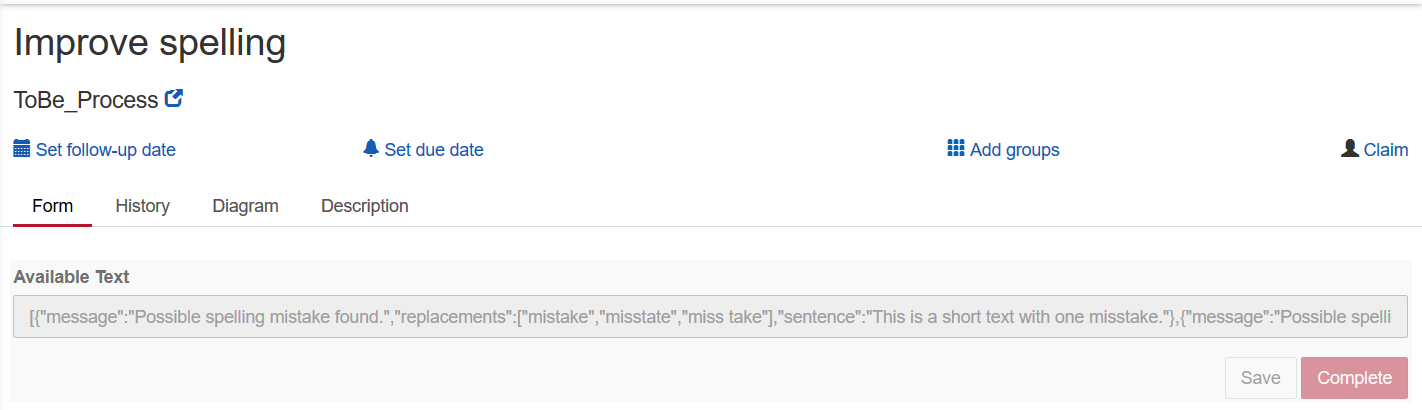 Improve spelling
ToBe_Process
Set follow-up date Set due date Add groups Claim
Form History Diagram Description
Available Text
[{"message":"Possible spelling mistake found.","replacements":["mistake","misstate","miss take"],"sentence":"This is a short text with one misstake."},{"message":"Possible spelli
Save Complete